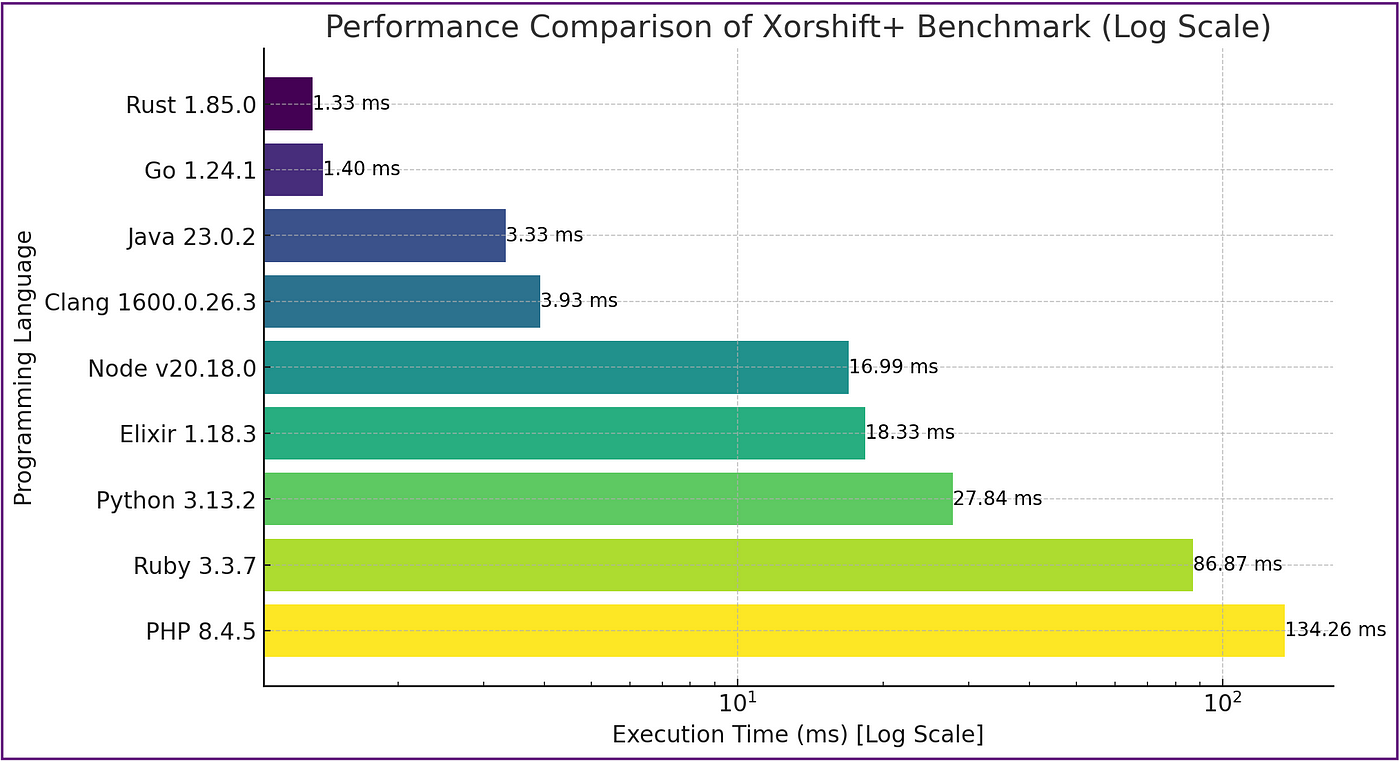 Performance Comparison of Xorshift+ Benchmark (Log Scale)
Programming Language
Rust 1.85.0 1.33 ms
Go 1.24.1 1.40 ms
Java 23.0.2 3.33 ms
Clang 1600.0.26.3 3.93 ms
Node v20.18.0 16.99 ms
Elixir 1.18.3 18.33 ms
Python 3.13.2 27.84 ms
Ruby 3.3.7 86.87 ms
PHP 8.4.5 134.26 ms
10¹ 10²
Execution Time (ms) [Log Scale]